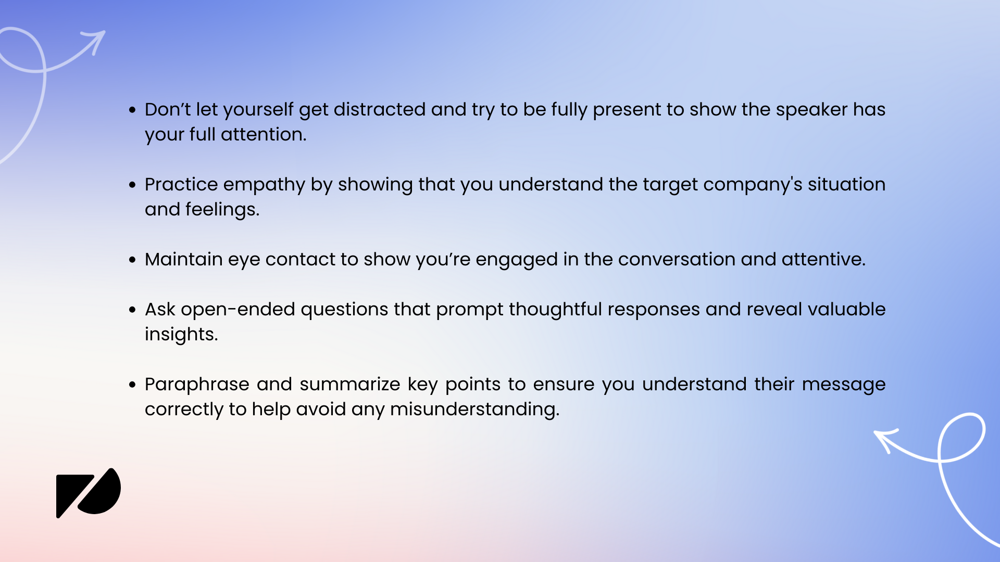 • Don’t let yourself get distracted and try to be fully present to show the speaker has
your full attention.
• Practice empathy by showing that you understand the target company's situation
and feelings.
• Maintain eye contact to show you’re engaged in the conversation and attentive.
• Ask open-ended questions that prompt thoughtful responses and reveal valuable
insights.
• Paraphrase and summarize key points to ensure you understand their message
correctly to help avoid any misunderstanding.